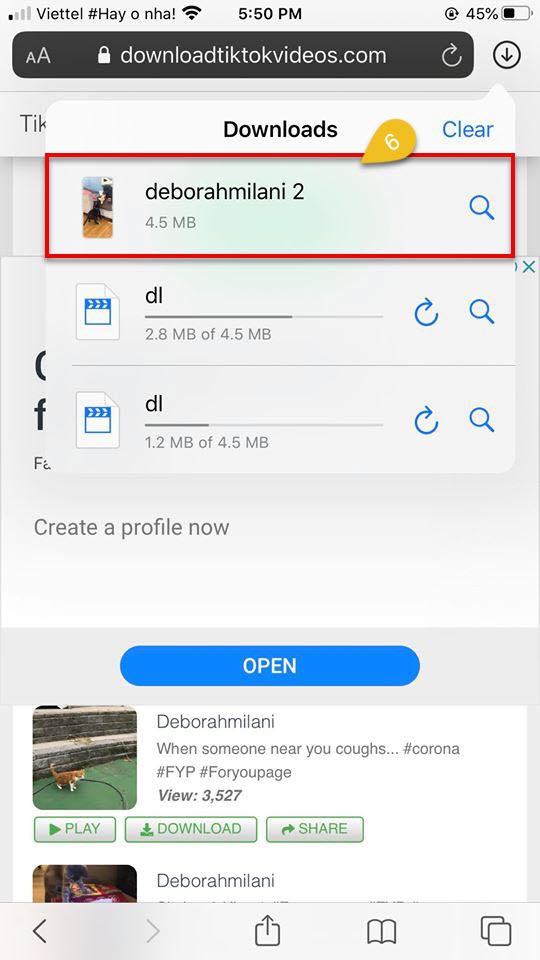 Viettel #Hay o nha! 5:50 PM 45%
AA downloadtiktokvideos.com
Tik
Downloads
Clear
6
deborahmilani 2
4.5 MB
dl
2.8 MB of 4.5 MB
dl
1.2 MB of 4.5 MB
Create a profile now
OPEN
Deborahmilani
When someone near you coughs... #corona
#FYP #Foryoupage
View: 3,527
PLAY DOWNLOAD SHARE
Deborahmilani